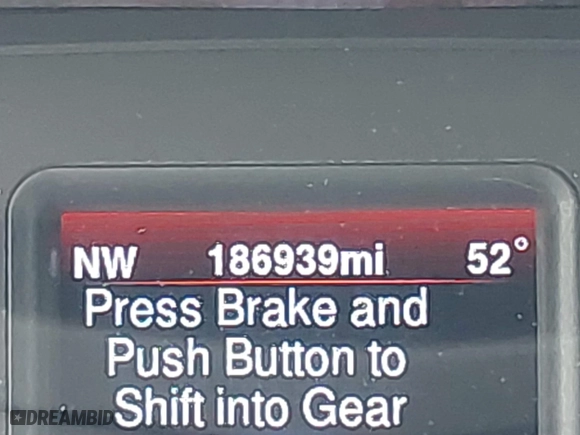 NW 186939mi 52°
Press Brake and
Push Button to
Shift into Gear
DREAMBID